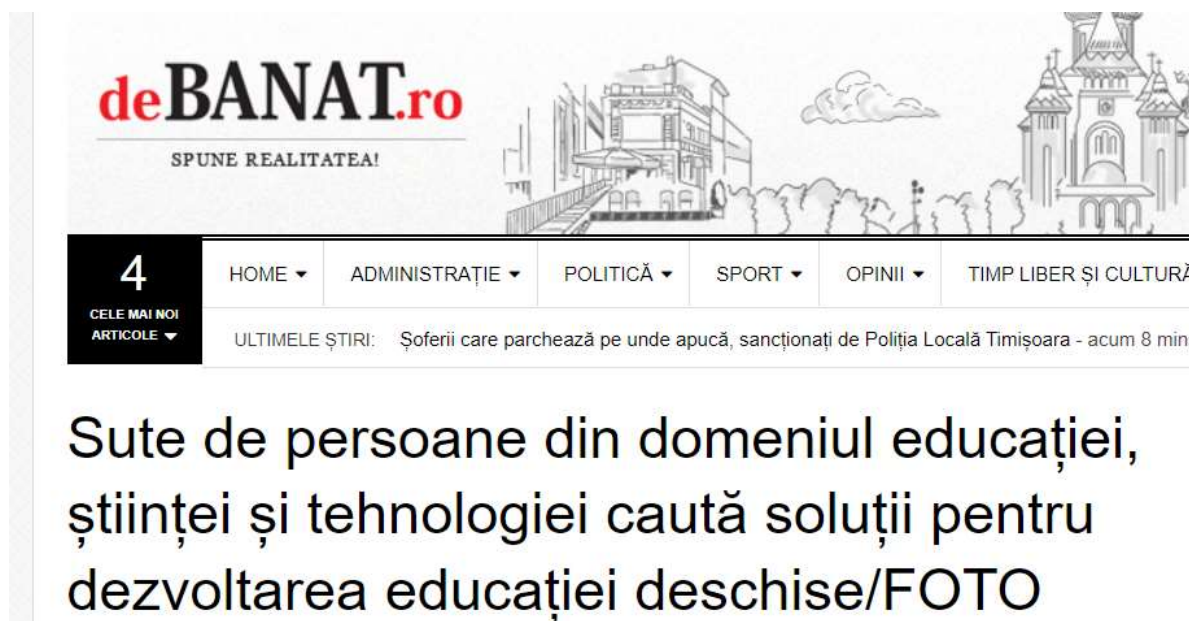 deBANAT.ro
SPUNE REALITATEA!
4
CELE MAI NOI
ARTICOLE
HOME ADMINISTRAȚIE POLITICĂ SPORT OPINII TIMP LIBER ȘI CULTURĂ
ULTIMELE ȘTIRI: Șoferii care parchează pe unde apucă, sancționați de Poliția Locală Timișoara - acum 8 min
Sute de persoane din domeniul educației,
științei și tehnologiei caută soluții pentru
dezvoltarea educației deschise/FOTO